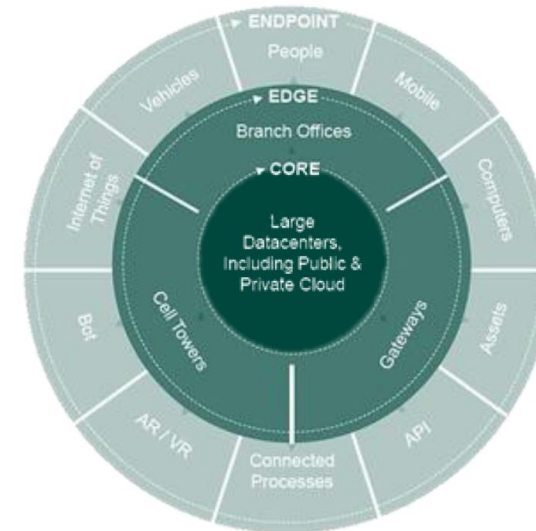 ENDPOINT
People
Mobile
Computers
Assets
API
Connected
Processes
AR / VR
Bot
Internet of
Things
Vehicles
EDGE
Branch Offices
Gateways
Cell Towers
CORE
Large
Datacenters,
Including Public &
Private Cloud